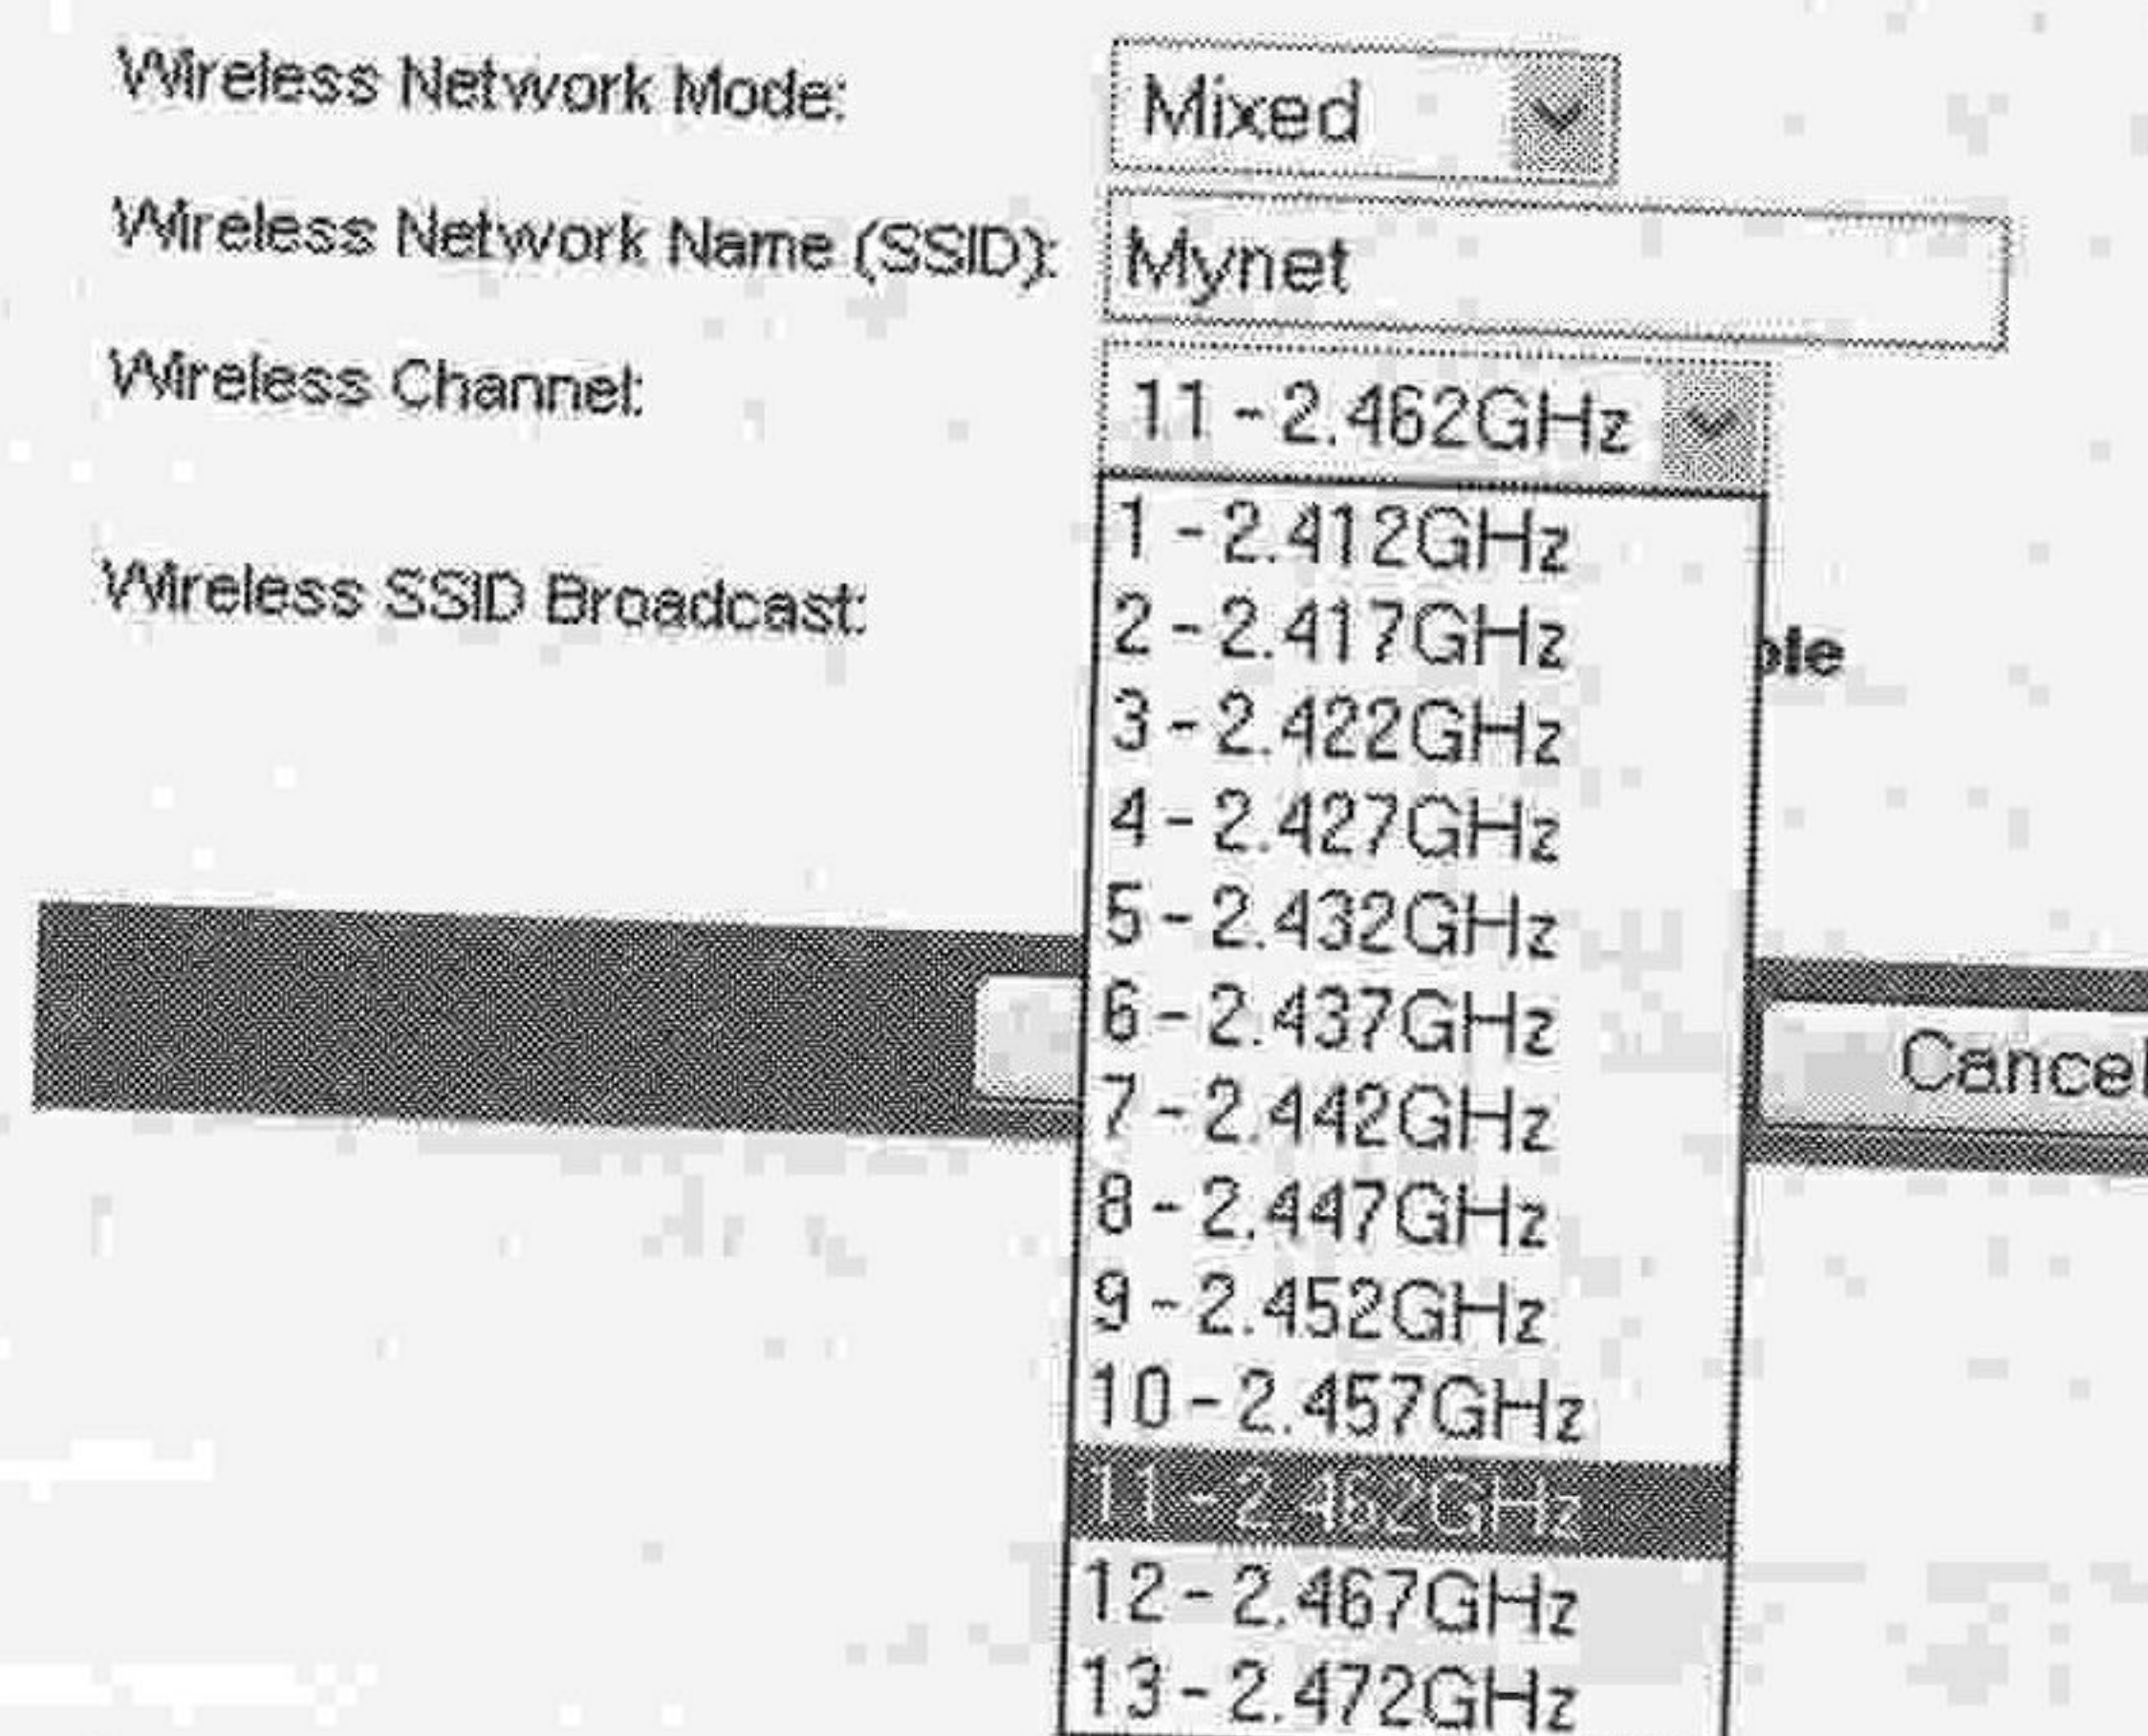 Wireless Network Mode: Mixed
Wireless Network Name (SSID): Mynet
Wireless Channel: 11 - 2.462GHz
1 - 2.412GHz
2 - 2.417GHz
Wireless SSID Broadcast:
3 - 2.422GHz
4 - 2.427GHz
5 - 2.432GHz
6 - 2.437GHz
Cancel
7 - 2.442GHz
8 - 2.447GHz
9 - 2.452GHz
10 - 2.457GHz
11 - 2.462GHz
12 - 2.467GHz
13 - 2.472GHz